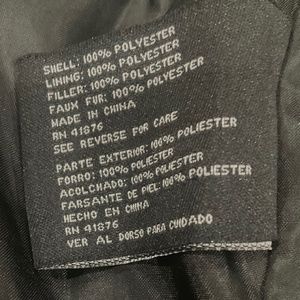 SHELL: 100% POLYESTER
LINING: 100% POLYESTER
FILLER: 100% POLYESTER
FAUX FUR: 100% POLYESTER
MADE IN CHINA
RN 41876
SEE REVERSE FOR CARE
PARTE EXTERIOR: 100% POLIESTER
FORRO: 100% POLIESTER
ACOLCHADO: 100% POLIESTER
FARSANTE DE PIEL: 100% POLIESTER
HECHO EN CHINA
RN 41876
VER AL DORSO PARA CUIDADO